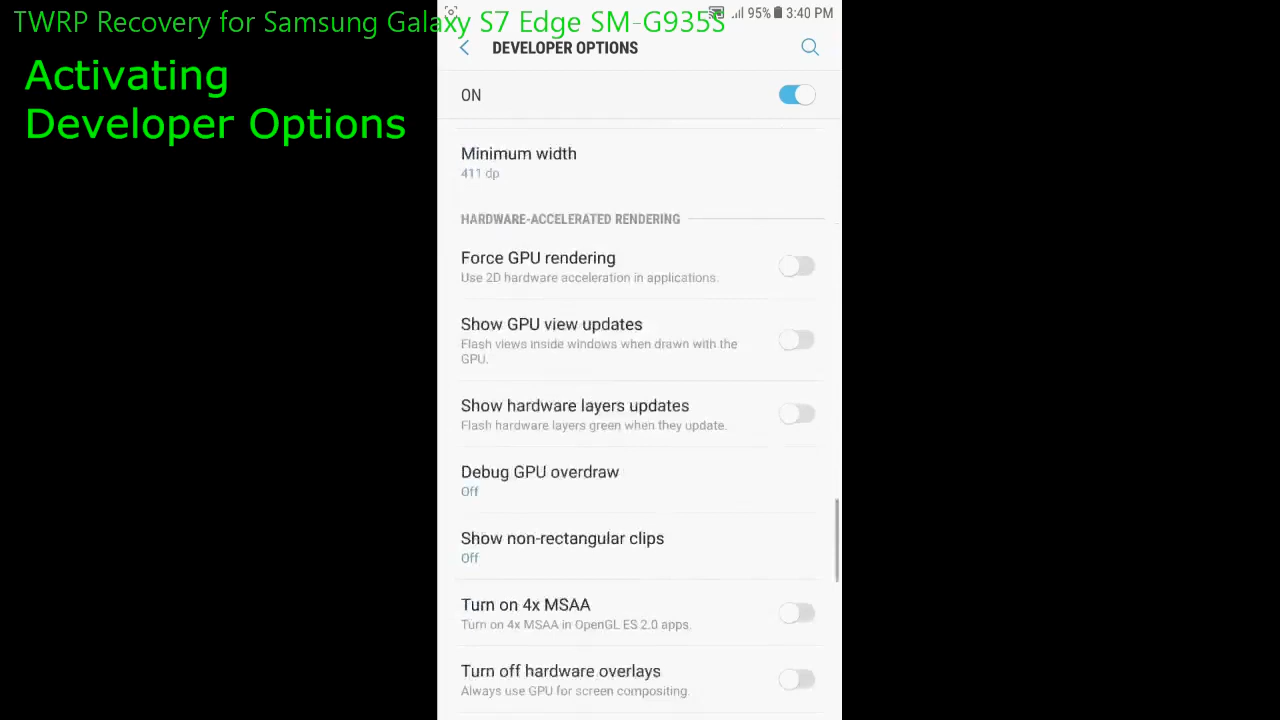 TWRP Recovery for Samsung Galaxy S7 Edge SM-G935S
95% 3:40 PM
Activating
Developer Options
DEVELOPER OPTIONS
ON
Minimum width
411 dp
HARDWARE-ACCELERATED RENDERING
Force GPU rendering
Use 2D hardware acceleration in applications.
Show GPU view updates
Flash views inside windows when drawn with the
GPU.
Show hardware layers updates
Flash hardware layers green when they update.
Debug GPU overdraw
Off
Show non-rectangular clips
Off
Turn on 4x MSAA
Turn on 4x MSAA in OpenGL ES 2.0 apps.
Turn off hardware overlays
Always use GPU for screen compositing.